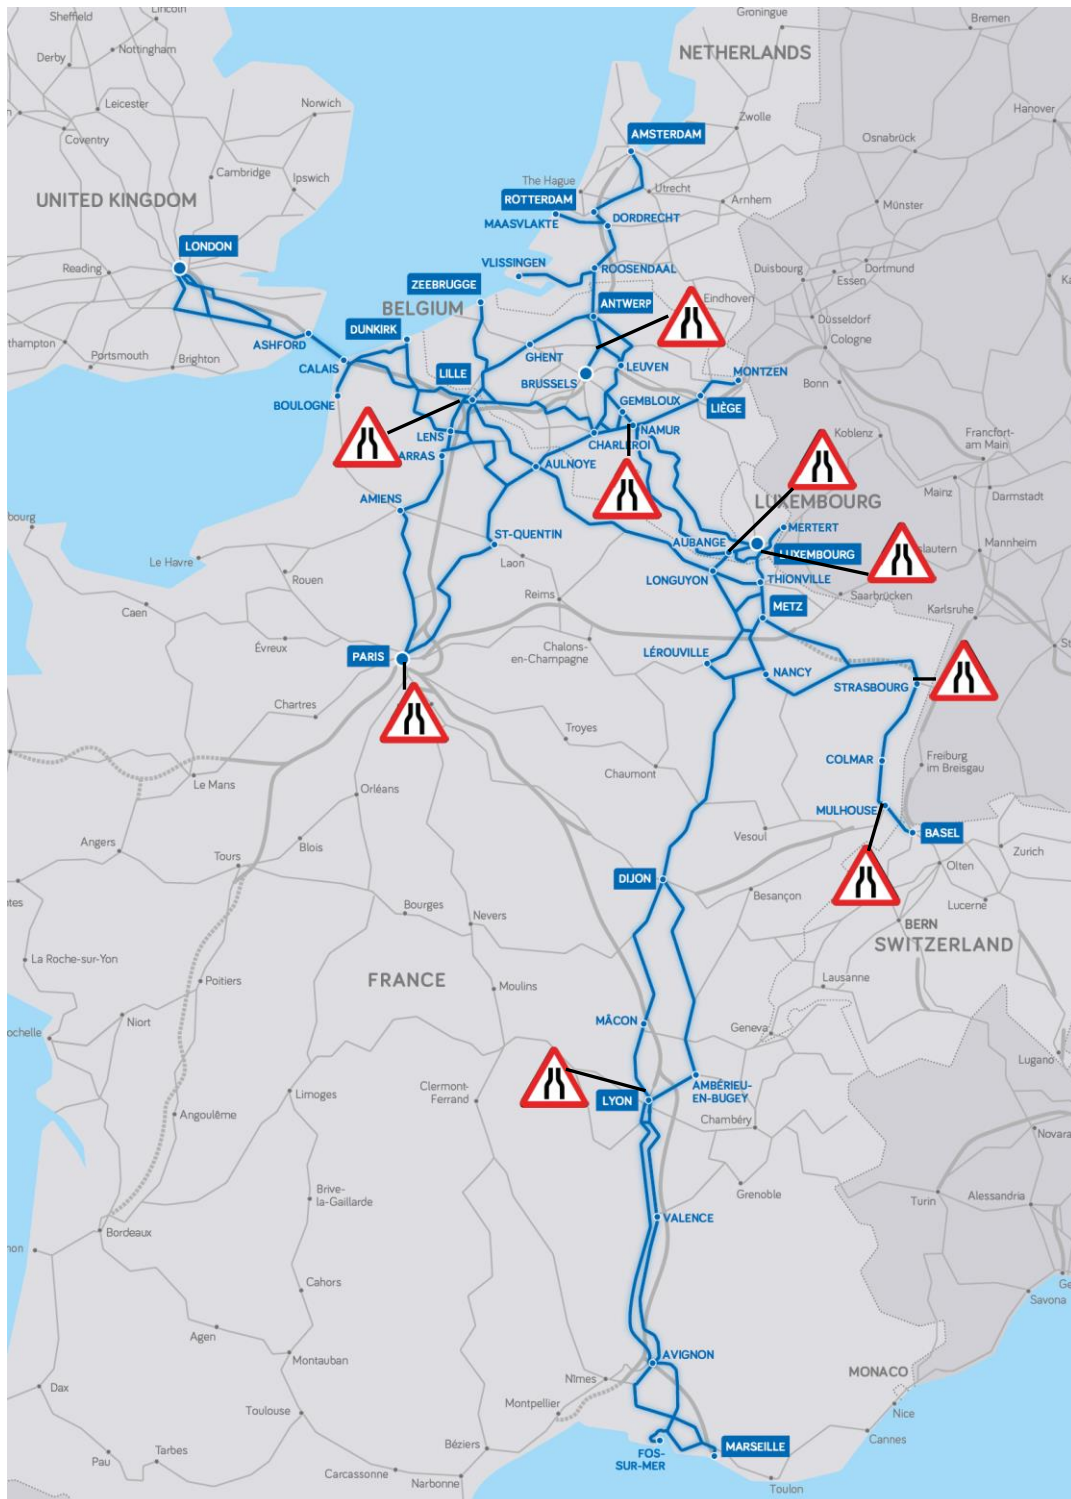 Lincoln
Sheffield
Groningue
Bremen
Derby
Nottingham
NETHERLANDS
Leicester
Norwich
Hanover
Zwolle
Coventry
AMSTERDAM
Osnabrück
Cambridge
Ipswich
The Hague
Utrecht
UNITED KINGDOM
ROTTERDAM
Arnhem
Münster
MAASVLAKTE
DORDRECHT
LONDON
Reading
VLISSINGEN
ROOSENDAAL
Duisbourg
Dortmund
Essen
ZEEBRUGGE
BELGIUM
ANTWERP
Eindhoven
Düsseldorf
DUNKIRK
Cologne
ASHFORD
Portsmouth
Brighton
GHENT
CALAIS
LILLE
LEUVEN
MONTZEN
BRUSSELS
Bonn
BOULOGNE
GEMBLOUX
LIÈGE
LENS
NAMUR
CHARLEROI
Koblenz
Francfort-
am Main
ARRAS
AULNOYE
Mainz
Darmstadt
AMIENS
LUXEMBOURG
MERTERT
ST-QUENTIN
AUBANGE
LUXEMBOURG
Mannheim
Le Havre
Laon
LONGUYON
THIONVILLE
Rouen
Saarbrücken
Reims
METZ
Karlsruhe
Caen
Évreux
Chalons-
en-Champagne
PARIS
LÉROUVILLE
NANCY
STRASBOURG
Chartres
Troyes
Freiburg
im Breisgau
COLMAR
Chaumont
Le Mans
Orléans
MULHOUSE
Vesoul
BASEL
Angers
Blois
Zurich
Tours
Olten
DIJON
Besançon
Lucerne
Bourges
Nevers
BERN
SWITZERLAND
La Roche-sur-Yon
Poitiers
FRANCE
Moulins
Lausanne
Niort
MÂCON
Geneva
Lugano
Limoges
Clermont-
Ferrand
LYON
AMBÉRIEU-
EN-BUGEY
Angoulême
Chambéry
Novara
Brive-
la-Gaillarde
Grenoble
Turin
Alessandria
VALENCE
Bordeaux
Cahors
Savona
Agen
Montauban
AVIGNON
Dax
Nîmes
MONACO
Toulouse
Montpellier
Nice
Béziers
FOS-
SUR-MER
MARSEILLE
Cannes
Pau
Tarbes
Carcassonne
Narbonne
Toulon